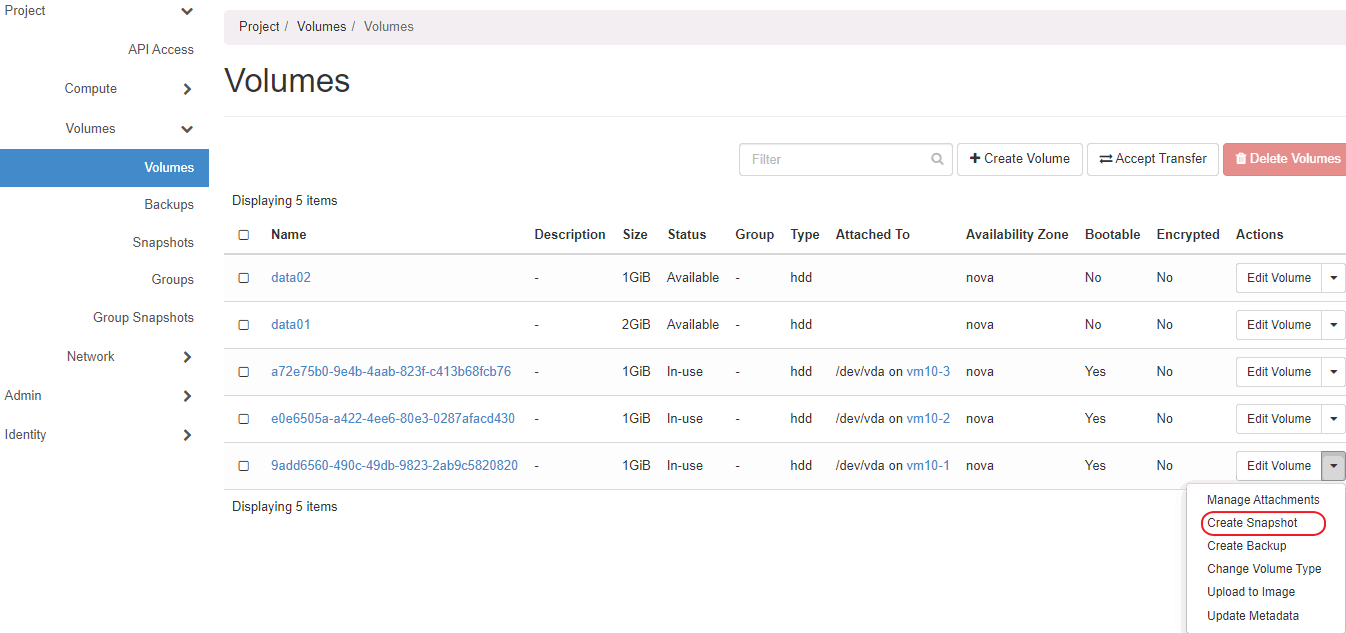 Project
API Access
Compute
Volumes
Volumes
Backups
Snapshots
Groups
Group Snapshots
Network
Admin
Identity
Project / Volumes / Volumes
Volumes
Filter Create Volume Accept Transfer Delete Volumes
Displaying 5 items
Name Description Size Status Group Type Attached To Availability Zone Bootable Encrypted Actions
data02 - 1GiB Available - hdd nova No No Edit Volume
data01 - 2GiB Available - hdd nova No No Edit Volume
a72e75b0-9e4b-4aab-823f-c413b68fcb76 - 1GiB In-use - hdd /dev/vda on vm10-3 nova Yes No Edit Volume
e0e6505a-a422-4ee6-80e3-0287afacd430 - 1GiB In-use - hdd /dev/vda on vm10-2 nova Yes No Edit Volume
9add6560-490c-49db-9823-2ab9c5820820 - 1GiB In-use - hdd /dev/vda on vm10-1 nova Yes No Edit Volume
Displaying 5 items
Manage Attachments
Create Snapshot
Create Backup
Change Volume Type
Upload to Image
Update Metadata